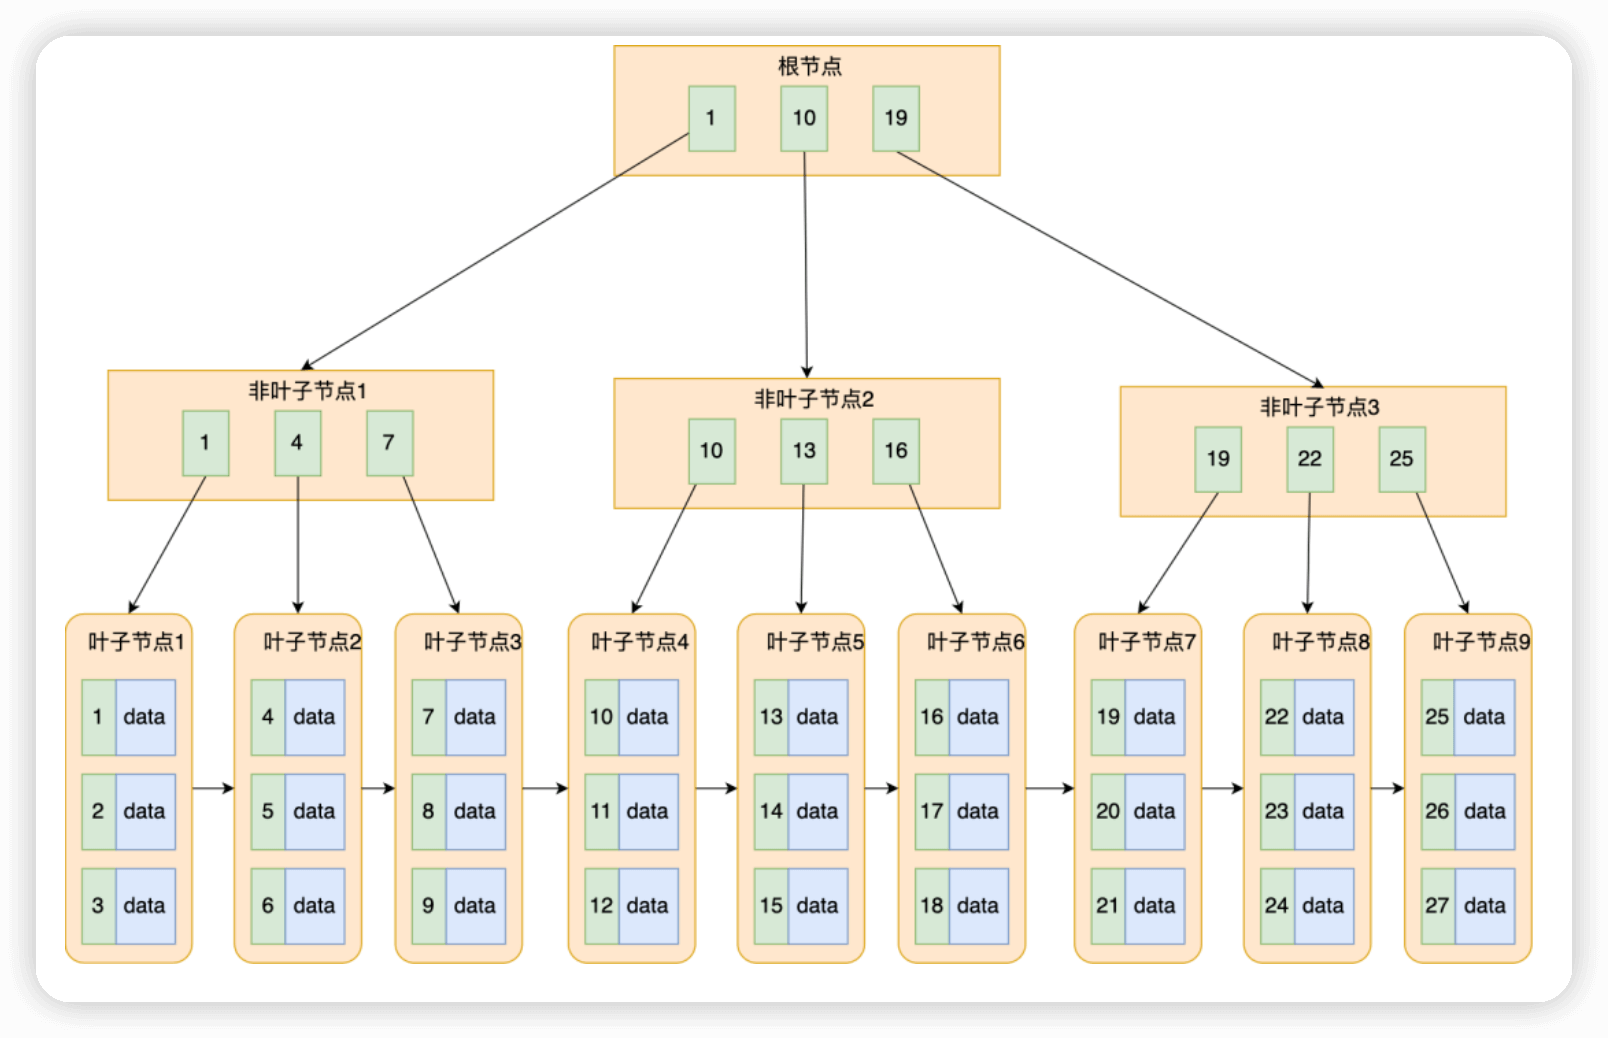 根节点
1 10 19
非叶子节点1
1 4 7
非叶子节点2
10 13 16
非叶子节点3
19 22 25
叶子节点1
1 data
2 data
3 data
叶子节点2
4 data
5 data
6 data
叶子节点3
7 data
8 data
9 data
叶子节点4
10 data
11 data
12 data
叶子节点5
13 data
14 data
15 data
叶子节点6
16 data
17 data
18 data
叶子节点7
19 data
20 data
21 data
叶子节点8
22 data
23 data
24 data
叶子节点9
25 data
26 data
27 data